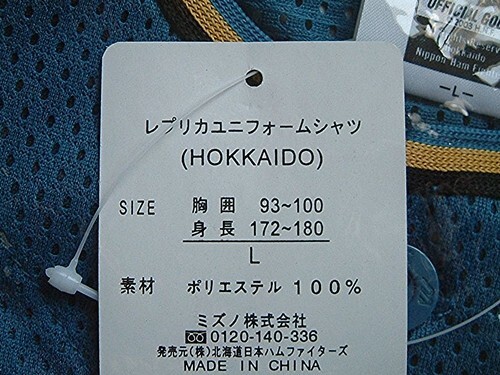 OFFICIAL
Hokkaido
Nippon Ham
-L-
レプリカユニフォームシャツ
(HOKKAIDO)
SIZE 胸囲 93~100
身長 172~180
L
素材 ポリエステル 100%
ミズノ株式会社
0120-140-336
発売元(株)北海道日本ハムファイターズ
MADE IN CHINA